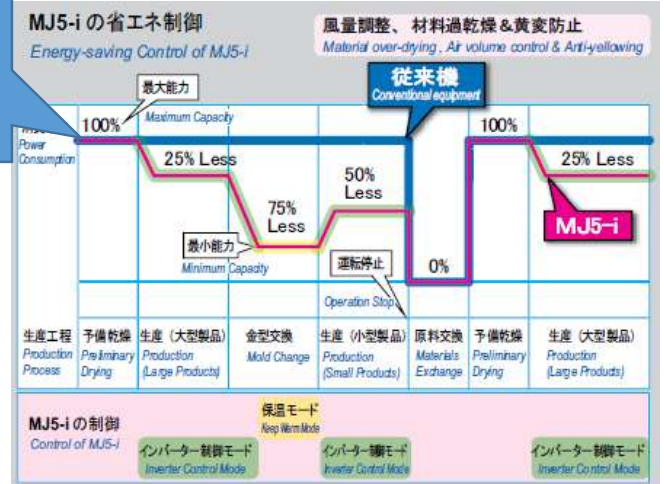 MJ5-i の省エネ制御
Energy-saving Control of MJ5-i
風量調整、材料過乾燥&黄変防止
Material over-drying , Air volume control & Anti-yellowing
従来機
Conventional equipment
最大能力
Maximum Capacity
Power
Consumption
100%
25% Less
75%
Less
50%
Less
0%
100%
25% Less
MJ5-i
最小能力
Minimum Capacity
運転停止
Operation Stop
生産工程
Production
Process
予備乾燥
Preliminary
Drying
生産(大型製品)
Production
(Large Products)
金型交換
Mold Change
生産(小型製品)
Production
(Small Products)
原料交換
Materials
Exchange
予備乾燥
Preliminary
Drying
生産(大型製品)
Production
(Large Products)
MJ5-i の制御
Control of MJ5-i
インバーター制御モード
Inverter Control Mode
保温モード
Keep Warm Mode
インバーター制御モード
Inverter Control Mode
インバーター制御モード
Inverter Control Mode